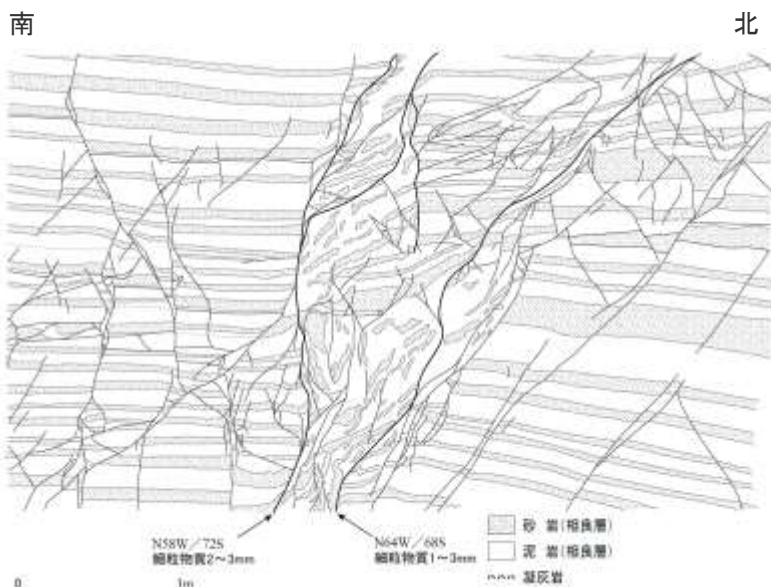 南
北
N58W/72S
細粒物質2〜3mm
N64W/68S
細粒物質1〜3mm
砂 岩(相良層)
泥 岩(相良層)
凝灰岩
0 1m